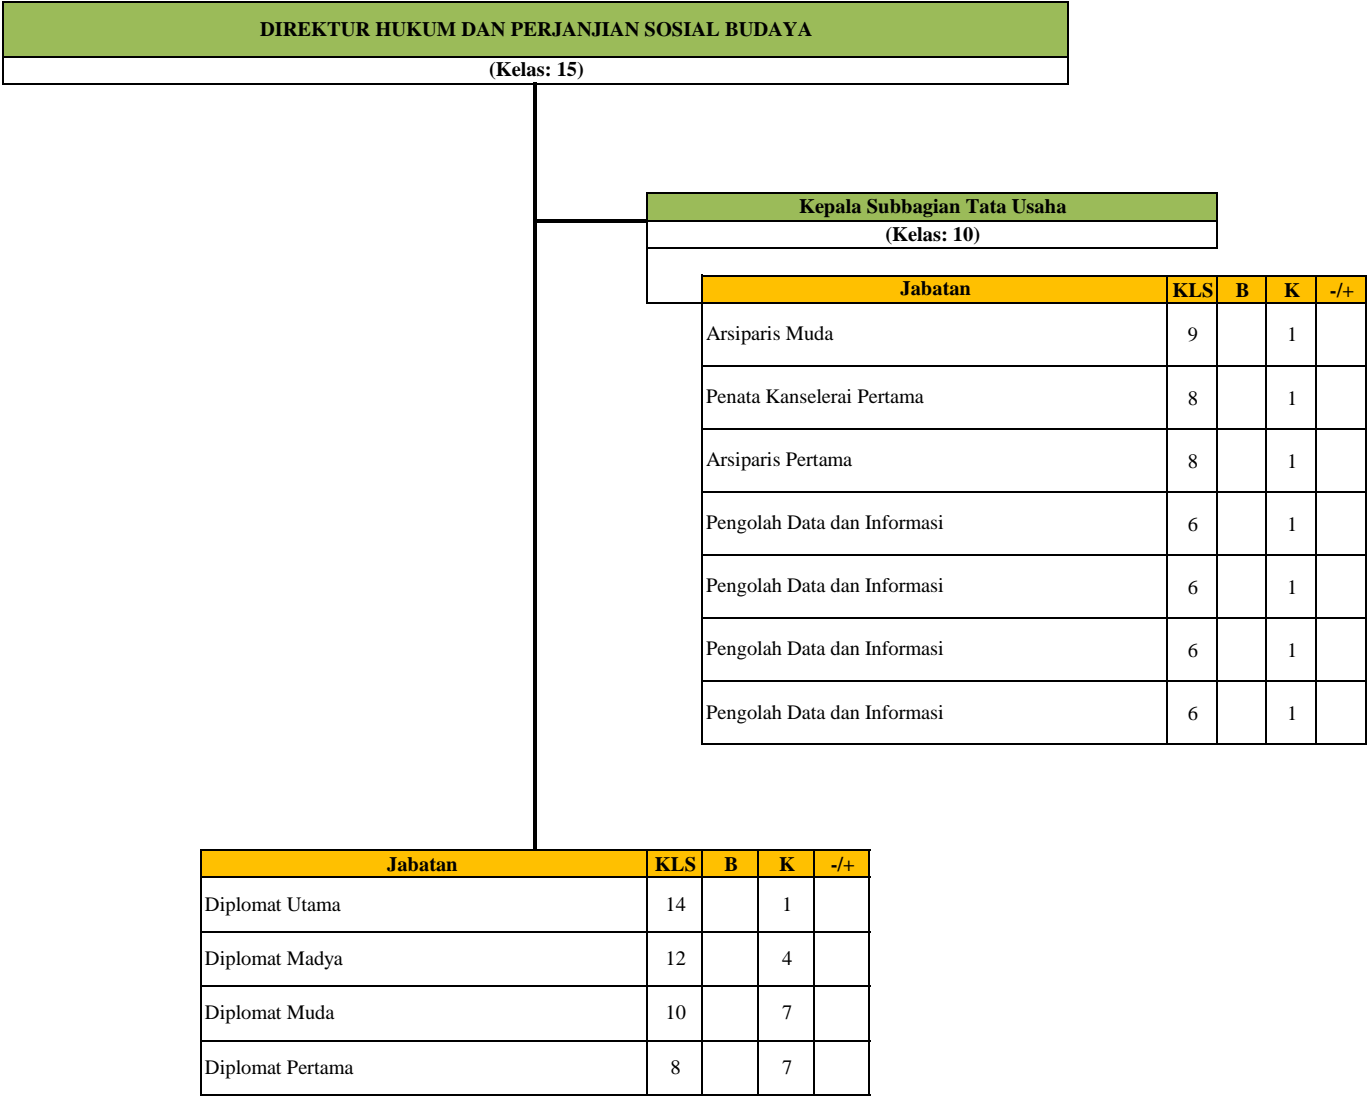 DIREKTUR HUKUM DAN PERJANJIAN SOSIAL BUDAYA
(Kelas: 15)
Kepala Subbagian Tata Usaha
(Kelas: 10)
Jabatan KLS B K -/+
Arsiparis Muda 9 1
Penata Kanselerai Pertama 8 1
Arsiparis Pertama 8 1
Pengolah Data dan Informasi 6 1
Pengolah Data dan Informasi 6 1
Pengolah Data dan Informasi 6 1
Pengolah Data dan Informasi 6 1
Jabatan KLS B K -/+
Diplomat Utama 14 1
Diplomat Madya 12 4
Diplomat Muda 10 7
Diplomat Pertama 8 7